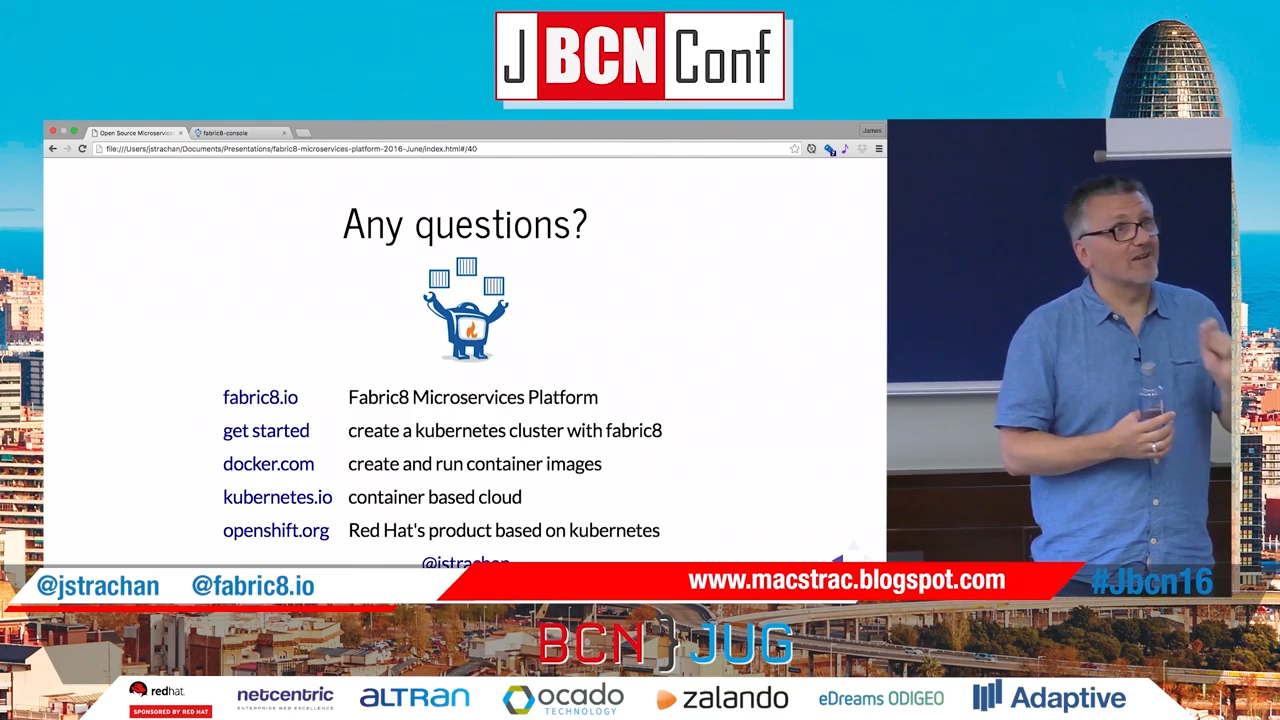 J BCN Conf
Open Source Microservice
fabric8-console
James
file:///Users/jstrachan/Documents/Presentations/fabric8-microservices-platform-2016-June/index.html#/40
Any questions?
fabric8.io Fabric8 Microservices Platform
get started create a kubernetes cluster with fabric8
docker.com create and run container images
kubernetes.io container based cloud
openshift.org Red Hat's product based on kubernetes
@jstrachan
@jstrachan @fabric8.io www.macstrac.blogspot.com #Jbcn16
BCN JUG
redhat.
SPONSORED BY RED HAT
netcentric
ENTERPRISE WEB EXCELLENCE
ALTRAN
ocado
TECHNOLOGY
zalando
eDreams ODIGEO
Adaptive